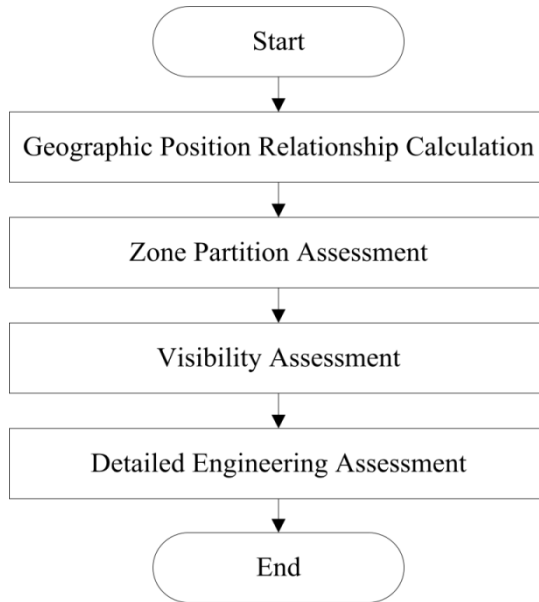 Start
Geographic Position Relationship Calculation
Zone Partition Assessment
Visibility Assessment
Detailed Engineering Assessment
End